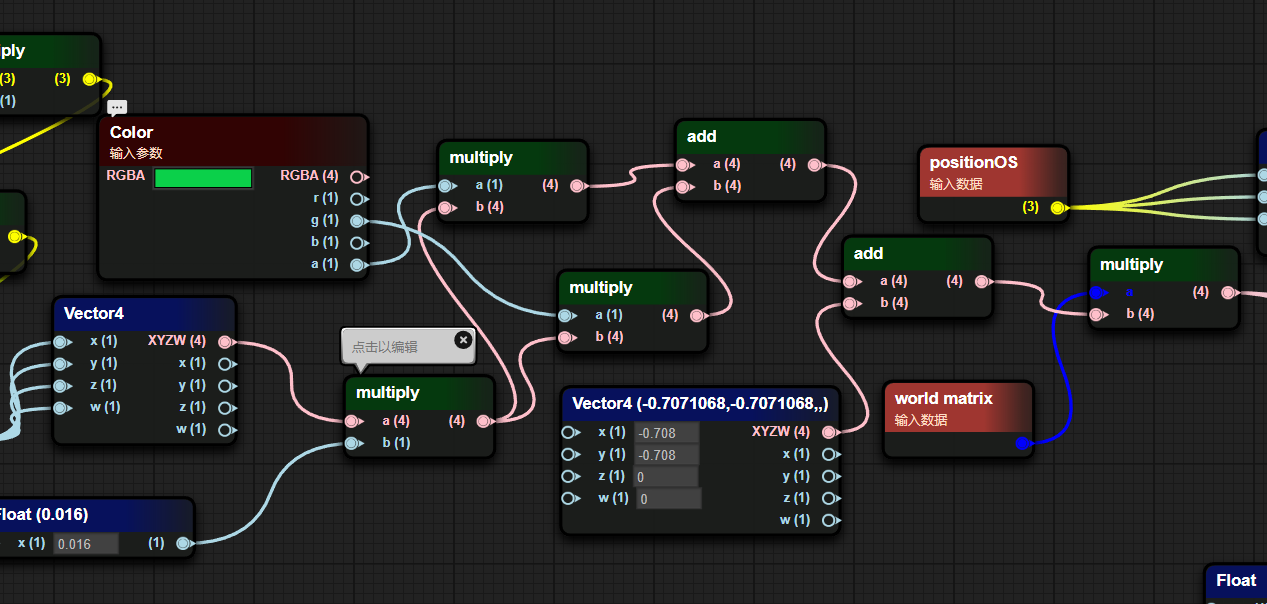 ply
(3) (3)
(1)
...
Color
输入参数
RGBA RGBA (4)
r (1)
g (1)
b (1)
a (1)
multiply
a (1) (4)
b (4)
add
a (4) (4)
b (4)
positionOS
输入数据
(3)
add
a (4) (4)
b (4)
multiply
a (4)
b (4)
multiply
a (1) (4)
b (4)
Vector4
x (1) XYZW (4)
y (1) x (1)
z (1) y (1)
w (1) z (1)
w (1)
点击以编辑
multiply
a (4) (4)
b (1)
Vector4 (-0.7071068,-0.7071068,,)
x (1) -0.708 XYZW (4)
y (1) -0.708 x (1)
z (1) 0 y (1)
w (1) 0 z (1)
w (1)
world matrix
输入数据
Float (0.016)
x (1) 0.016 (1)
Float